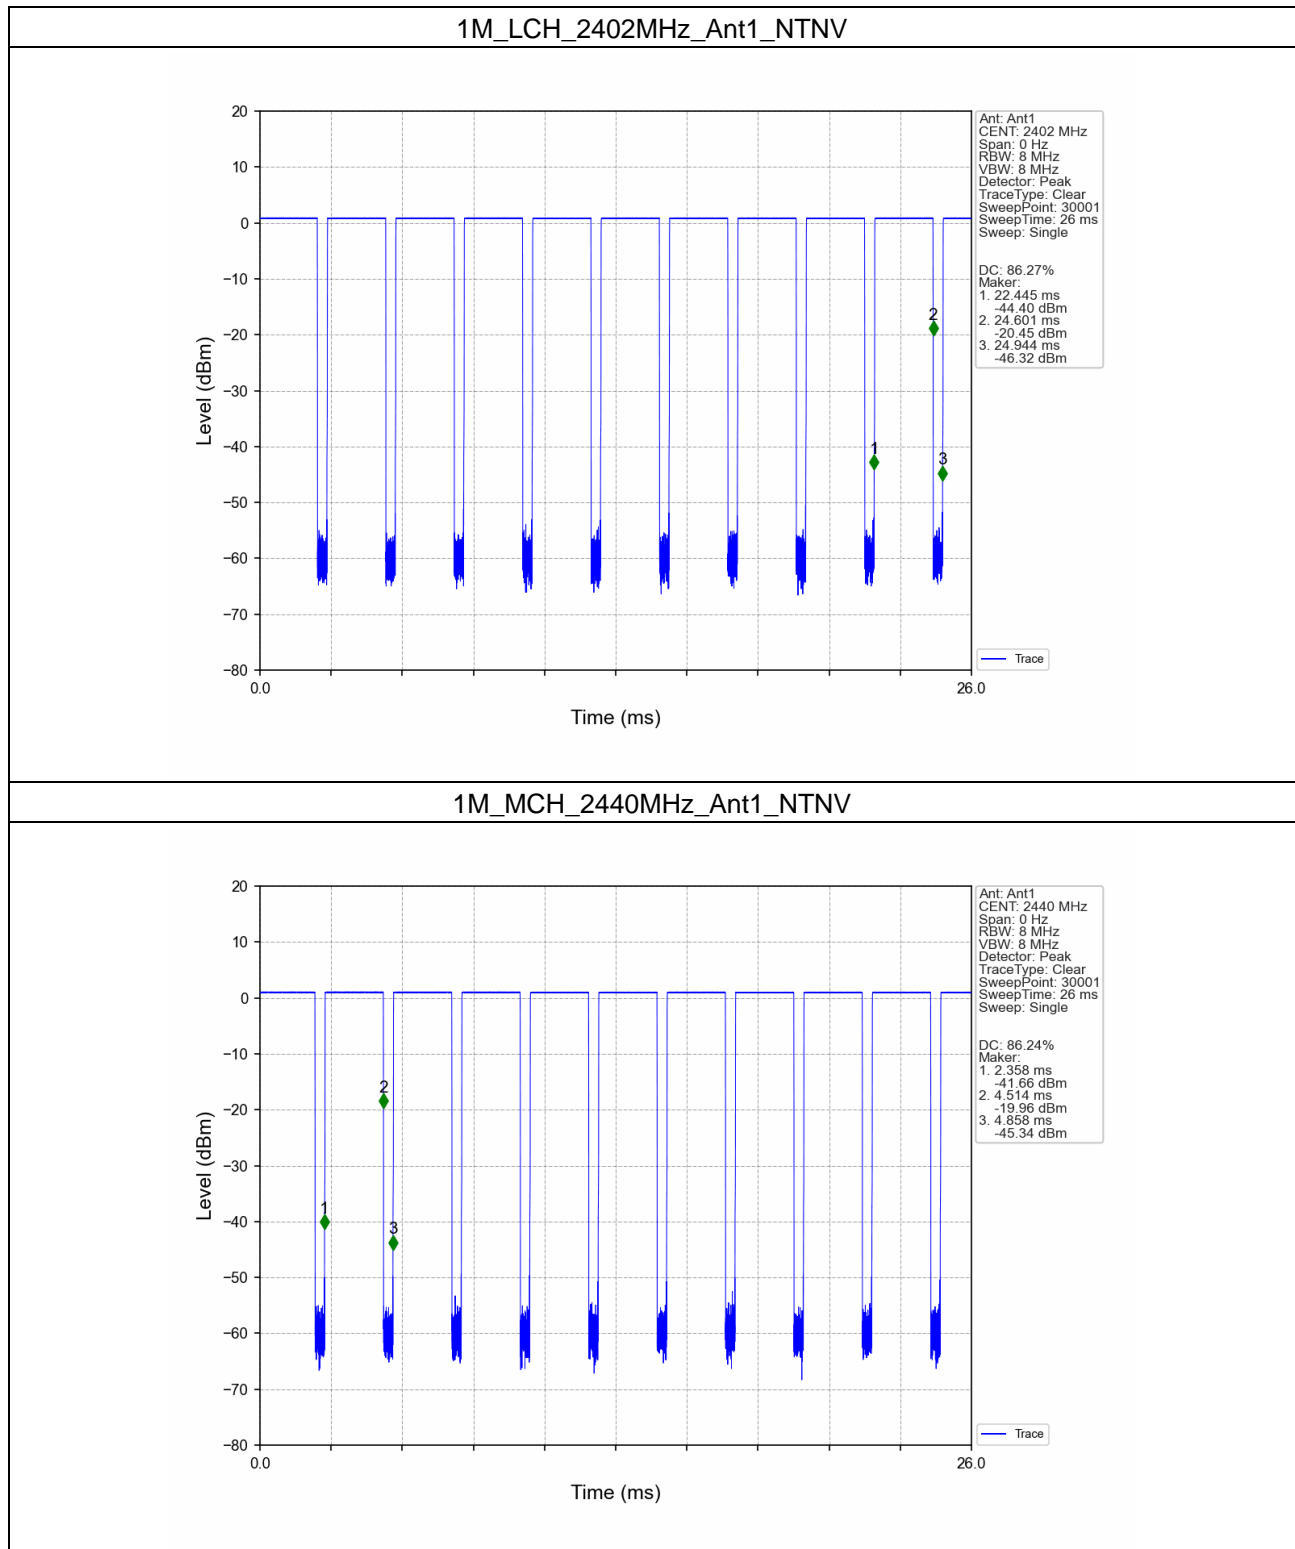 1M_LCH_2402MHz_Ant1_NTNV
20
10
0
−10
−20
−30
−40
−50
−60
−70
−80
Level (dBm)
0.0
26.0
Time (ms)
1
2
3
Ant: Ant1
CENT: 2402 MHz
Span: 0 Hz
RBW: 8 MHz
VBW: 8 MHz
Detector: Peak
TraceType: Clear
SweepPoint: 30001
SweepTime: 26 ms
Sweep: Single
DC: 86.27%
Maker:
1. 22.445 ms
-44.40 dBm
2. 24.601 ms
-20.45 dBm
3. 24.944 ms
-46.32 dBm
Trace
1M_MCH_2440MHz_Ant1_NTNV
20
10
0
−10
−20
−30
−40
−50
−60
−70
−80
Level (dBm)
0.0
26.0
Time (ms)
1
2
3
Ant: Ant1
CENT: 2440 MHz
Span: 0 Hz
RBW: 8 MHz
VBW: 8 MHz
Detector: Peak
TraceType: Clear
SweepPoint: 30001
SweepTime: 26 ms
Sweep: Single
DC: 86.24%
Maker:
1. 2.358 ms
-41.66 dBm
2. 4.514 ms
-19.96 dBm
3. 4.858 ms
-45.34 dBm
Trace